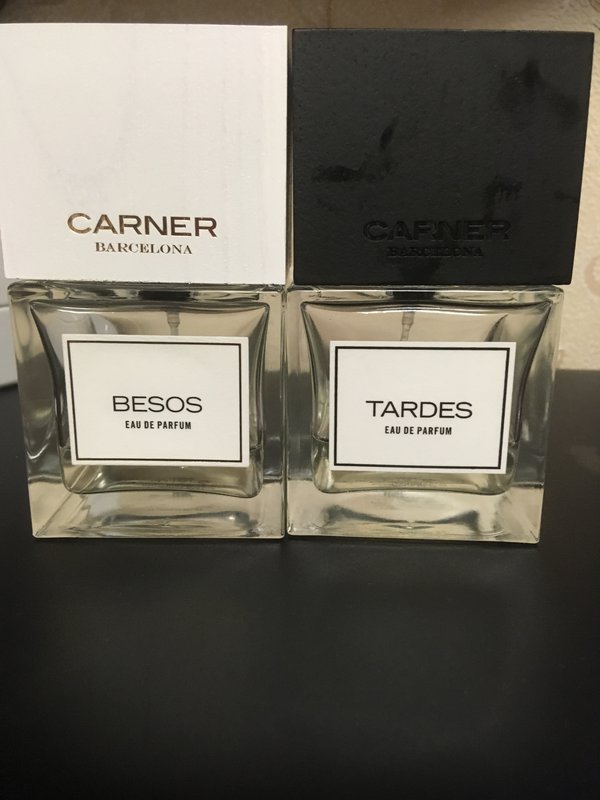 CARNER
BARCELONA
BESOS
EAU DE PARFUM
CARNER
BARCELONA
TARDES
EAU DE PARFUM